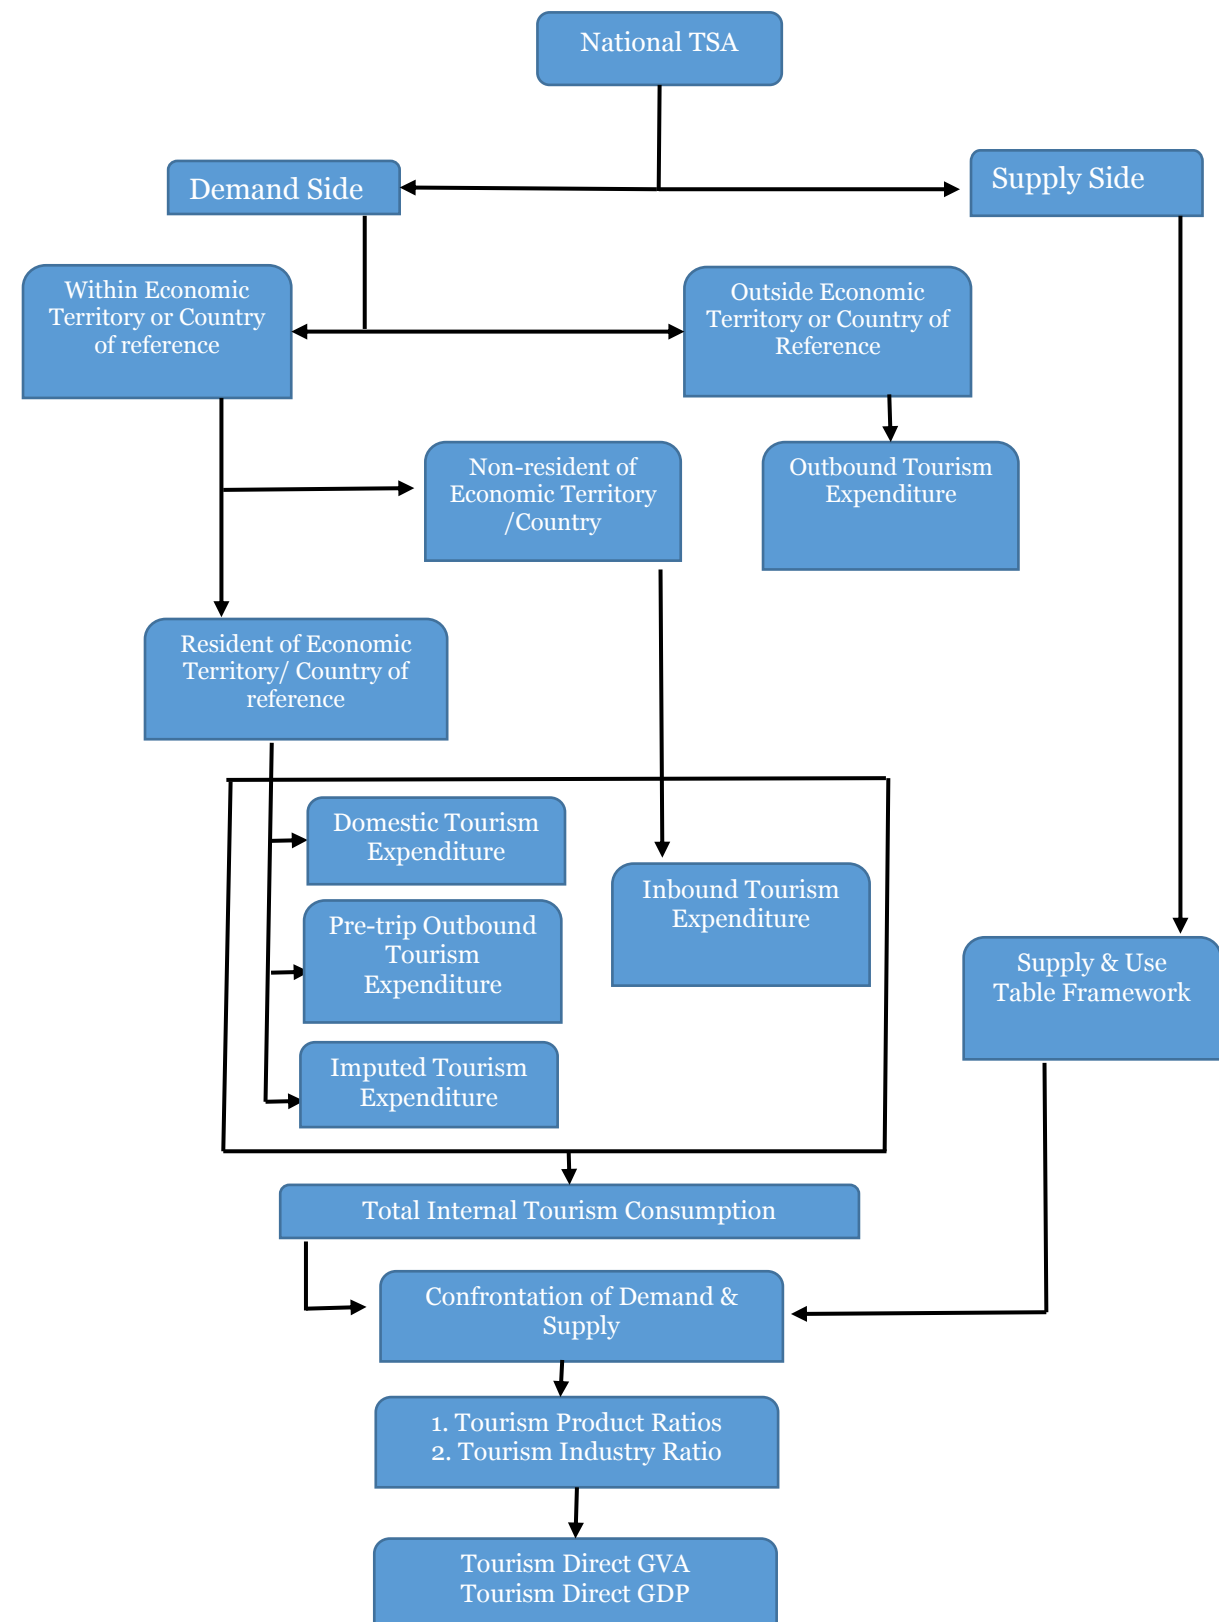 National TSA
Demand Side
Supply Side
Within Economic
Territory or Country
of reference
Outside Economic
Territory or Country of
Reference
Non-resident of
Economic Territory
/Country
Outbound Tourism
Expenditure
Resident of Economic
Territory/ Country of
reference
Domestic Tourism
Expenditure
Inbound Tourism
Expenditure
Pre-trip Outbound
Tourism
Expenditure
Supply & Use
Table Framework
Imputed Tourism
Expenditure
Total Internal Tourism Consumption
Confrontation of Demand &
Supply
1. Tourism Product Ratios
2. Tourism Industry Ratio
Tourism Direct GVA
Tourism Direct GDP